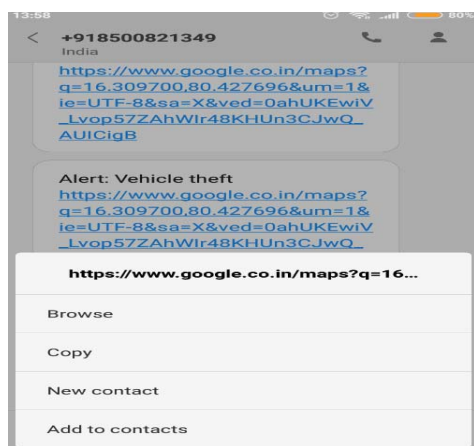 13:58
80%
< +918500821349
India
https://www.google.co.in/maps?
q=16.309700,80.427696&um=1&
ie=UTF-8&sa=X&ved=0ahUKEwiV
_Lvop57ZAhWIr48KHUn3CJwQ_
AUICigB
Alert: Vehicle theft
https://www.google.co.in/maps?
q=16.309700,80.427696&um=1&
ie=UTF-8&sa=X&ved=0ahUKEwiV
_Lvop57ZAhWIr48KHUn3CJwQ_
https://www.google.co.in/maps?q=16...
Browse
Copy
New contact
Add to contacts